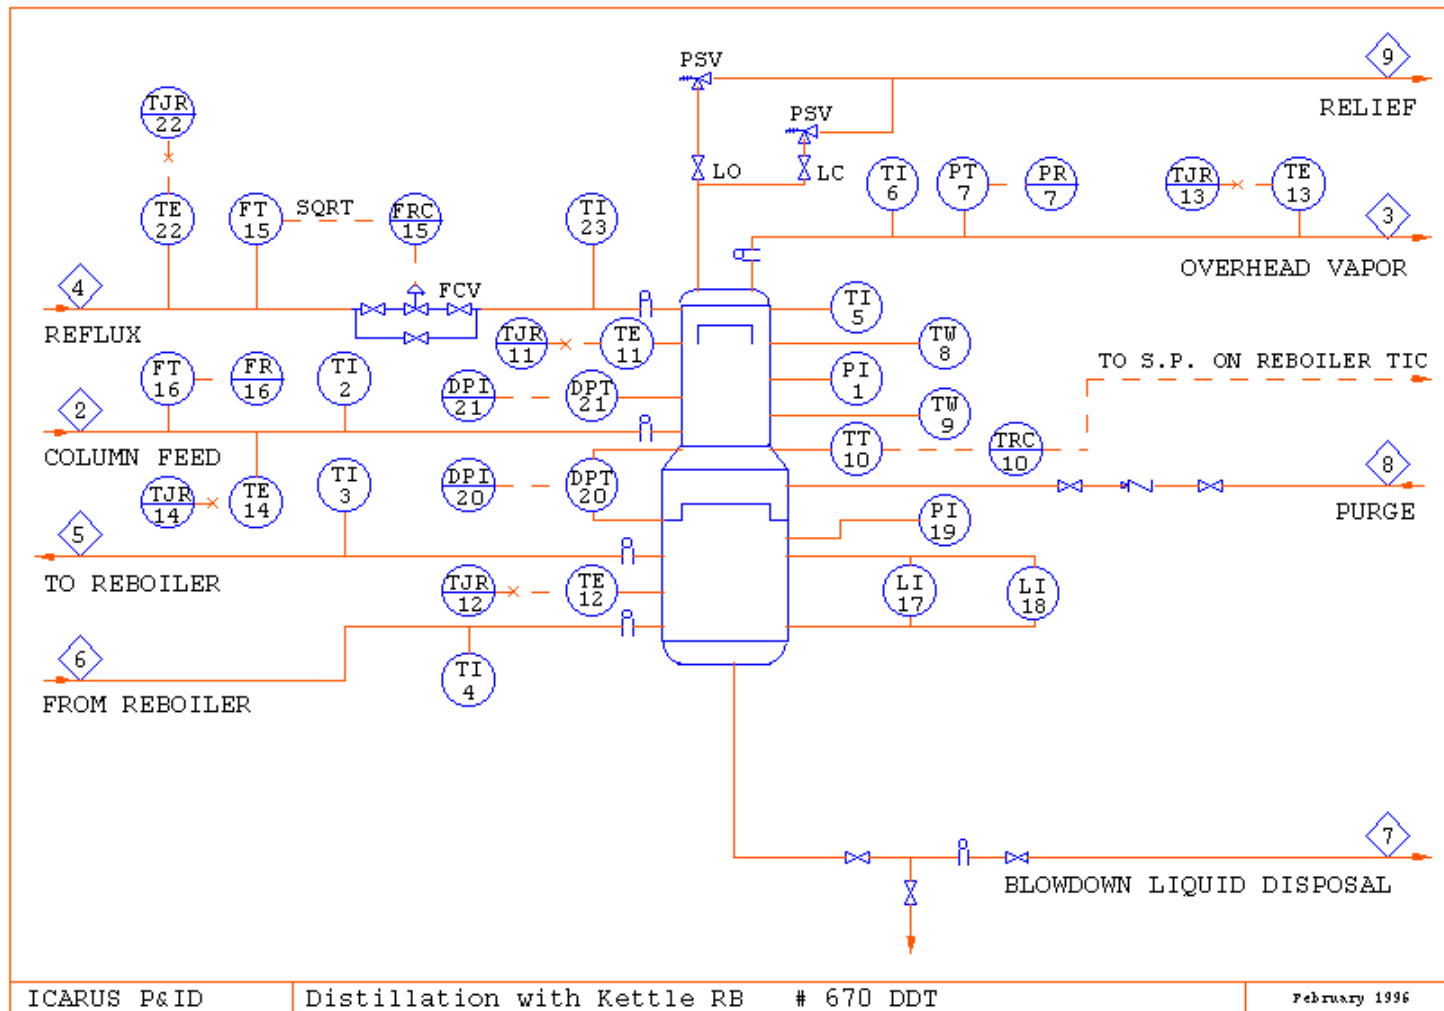 PSV
9
RELIEF
TJR
22
PSV
LO
LC
TE
22
FT
15
SQRT
FRC
15
TI
23
TI
6
PT
7
PR
7
TJR
13
TE
13
3
OVERHEAD VAPOR
4
REFLUX
FCV
TI
5
TJR
11
TE
11
TW
8
TO S.P. ON REBOILER TIC
FT
16
FR
16
TI
2
DPI
21
DPT
21
PI
1
TW
9
2
COLUMN FEED
TJR
14
TE
14
TI
3
DPI
20
DPT
20
TT
10
TRC
10
8
PURGE
PI
19
5
TO REBOILER
TJR
12
TE
12
LI
17
LI
18
6
FROM REBOILER
TI
4
7
BLOWDOWN LIQUID DISPOSAL
ICARUS P&ID
Distillation with Kettle RB # 670 DDT
February 1996